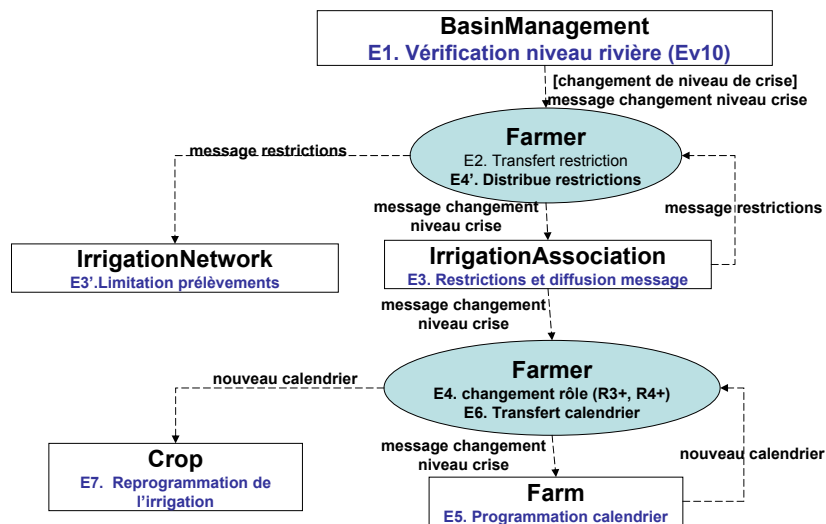 BasinManagement
E1. Vérification niveau rivière (Ev10)
[changement de niveau de crise]
message changement niveau crise
Farmer
E2. Transfert restriction
E4'. Distribue restrictions
message restrictions
message restrictions
message changement
niveau crise
IrrigationNetwork
E3'.Limitation prélèvements
IrrigationAssociation
E3. Restrictions et diffusion message
message changement
niveau crise
Farmer
E4. changement rôle (R3+, R4+)
E6. Transfert calendrier
nouveau calendrier
nouveau calendrier
message changement
niveau crise
Crop
E7. Reprogrammation de
l'irrigation
Farm
E5. Programmation calendrier